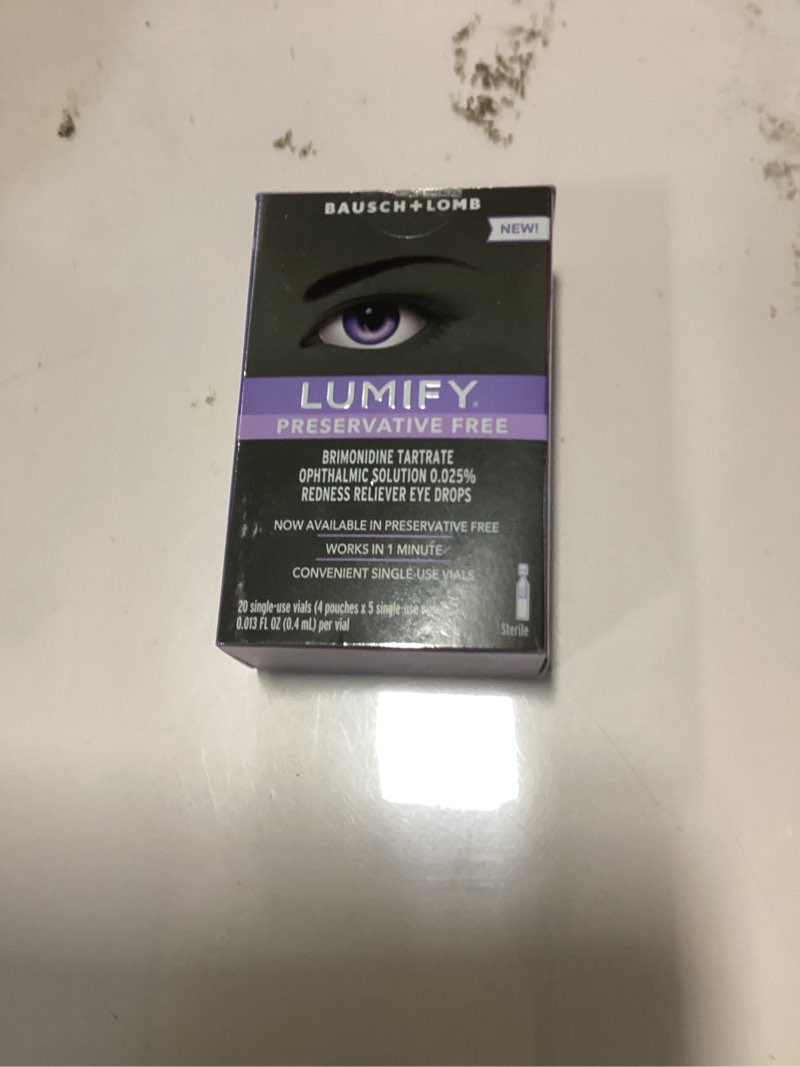 BAUSCH+LOMB
NEW!
LUMIFY®
PRESERVATIVE FREE
BRIMONIDINE TARTRATE
OPHTHALMIC SOLUTION 0.025%
REDNESS RELIEVER EYE DROPS
NOW AVAILABLE IN PRESERVATIVE FREE
WORKS IN 1 MINUTE
CONVENIENT SINGLE-USE VIALS
20 single-use vials (4 pouches x 5 single-use
0.013 FL OZ (0.4 mL) per vial
Sterile